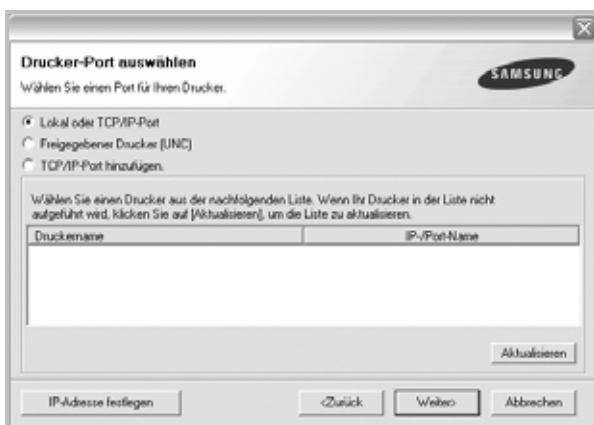 Drucker-Port auswählen
Wählen Sie einen Port für Ihren Drucker.
SAMSUNG
Lokal oder TCP/IP-Port
Freigegebener Drucker (UNC)
TCP/IP-Port hinzufügen.
Wählen Sie einen Drucker aus der nachfolgenden Liste. Wenn Ihr Drucker in der Liste nicht
aufgeführt wird, klicken Sie auf [Aktualisieren], um die Liste zu aktualisieren.
Druckername IP-/Port-Name
Aktualisieren
IP-Adresse festlegen <Zurück Weiter> Abbrechen